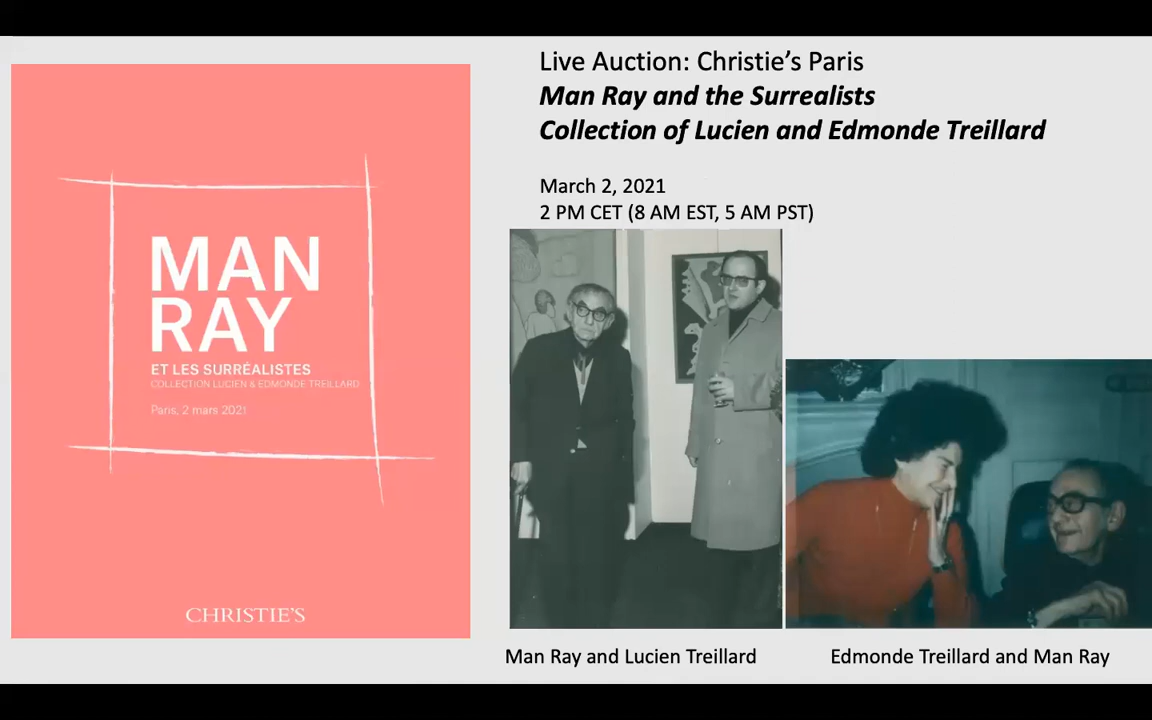 Live Auction: Christie's Paris
Man Ray and the Surrealists
Collection of Lucien and Edmonde Treillard
March 2, 2021
2 PM CET (8 AM EST, 5 AM PST)
MAN
RAY
ET LES SURRÉALISTES
COLLECTION LUCIEN & EDMONDE TREILLARD
Paris, 2 mars 2021
CHRISTIE'S
Man Ray and Lucien Treillard
Edmonde Treillard and Man Ray